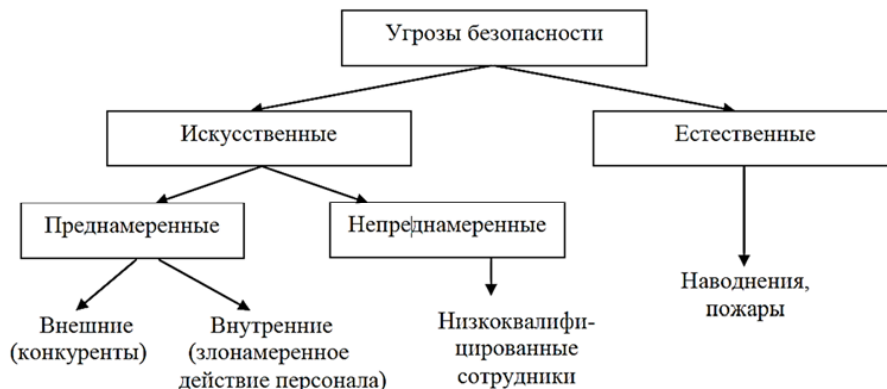 Угрозы безопасности
Искусственные
Естественные
Преднамеренные
Непреднамеренные
Внешние
(конкуренты)
Внутренние
(злонамеренное
действие персонала)
Низкоквалифи-
цированные
сотрудники
Наводнения,
пожары